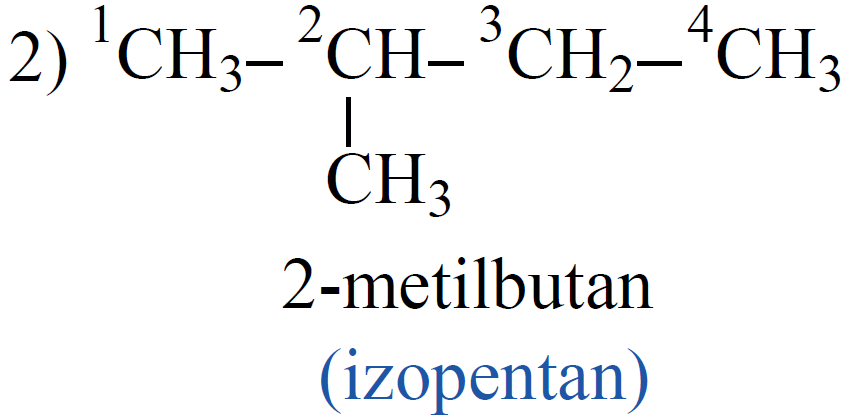 2) ¹CH₃– ²CH– ³CH₂– ⁴CH₃
|
CH₃
2-metilbutan
(izopentan)